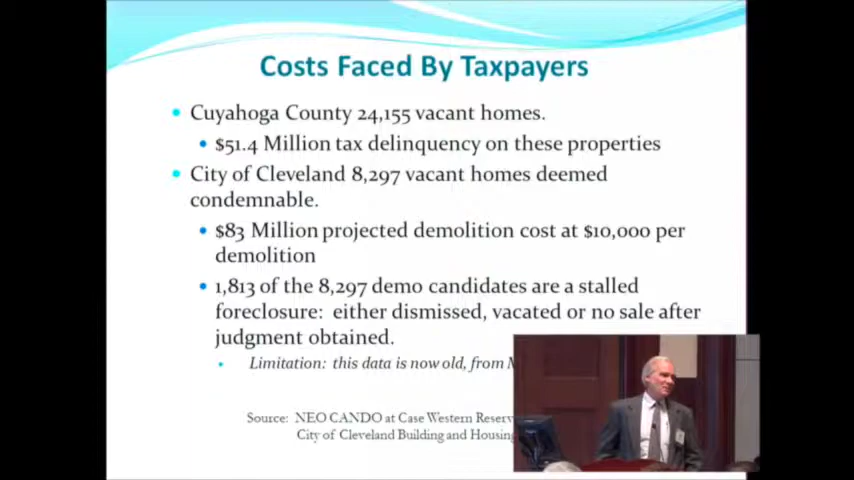 Costs Faced By Taxpayers
Cuyahoga County 24,155 vacant homes.
$51.4 Million tax delinquency on these properties
City of Cleveland 8,297 vacant homes deemed
condemnable.
$83 Million projected demolition cost at $10,000 per
demolition
1,813 of the 8,297 demo candidates are a stalled
foreclosure: either dismissed, vacated or no sale after
judgment obtained.
Limitation: this data is now old, from
Source: NEO CANDO at Case Western
City of Cleveland Building and Housing